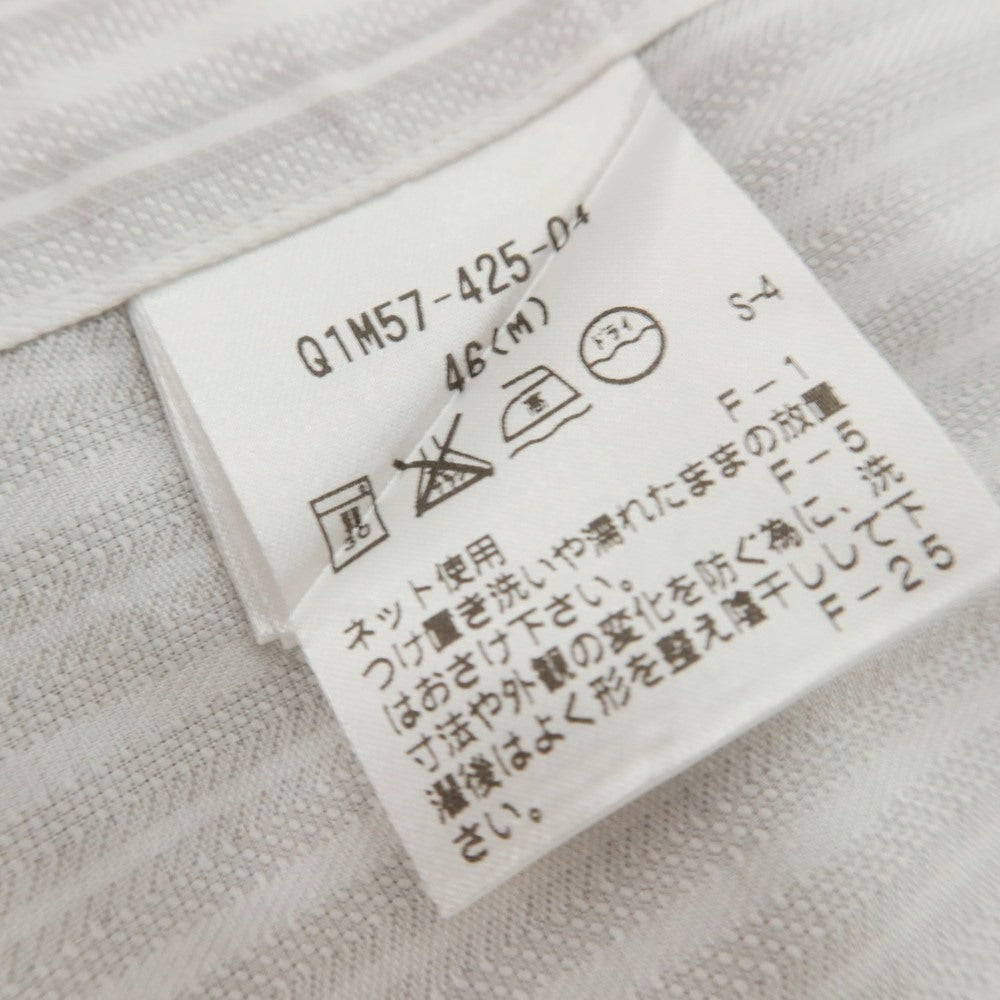 Q1M57-425-04
46(M)
ドライ
S-4
ネット使用 F-1
つけ置き洗いや濡れたままの放置
はおさけ下さい。 F-5
寸法や外観の変化を防ぐ為に、洗
濯後はよく形を整え陰干しして下
さい。 F-25